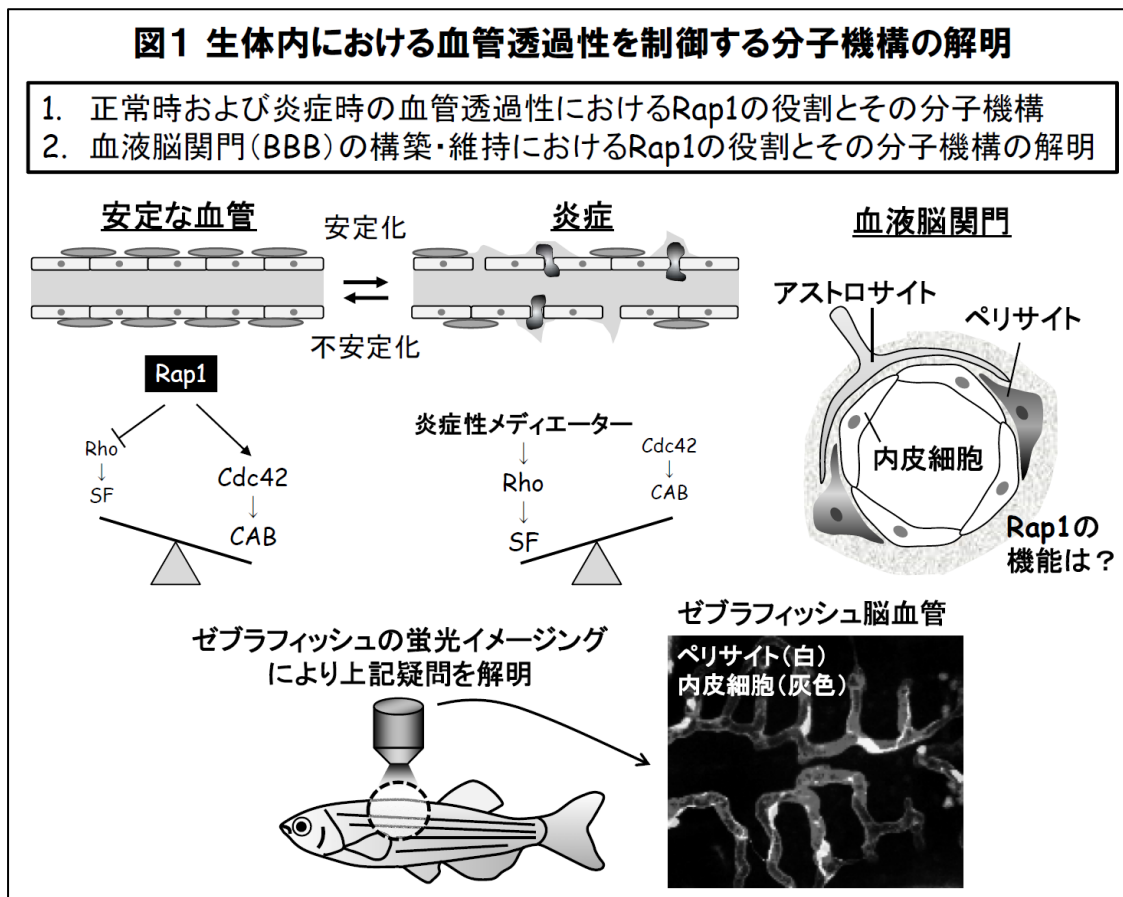 図1 生体内における血管透過性を制御する分子機構の解明
1. 正常時および炎症時の血管透過性におけるRap1の役割とその分子機構
2. 血液脳関門(BBB)の構築・維持におけるRap1の役割とその分子機構の解明
安定な血管
安定化
炎症
不安定化
血液脳関門
アストロサイト
ペリサイト
内皮細胞
Rap1の
機能は？
Rap1
Rho
↓
SF
Cdc42
↓
CAB
炎症性メディエーター
↓
Rho
↓
SF
Cdc42
↓
CAB
ゼブラフィッシュの蛍光イメージング
により上記疑問を解明
ゼブラフィッシュ脳血管
ペリサイト(白)
内皮細胞(灰色)